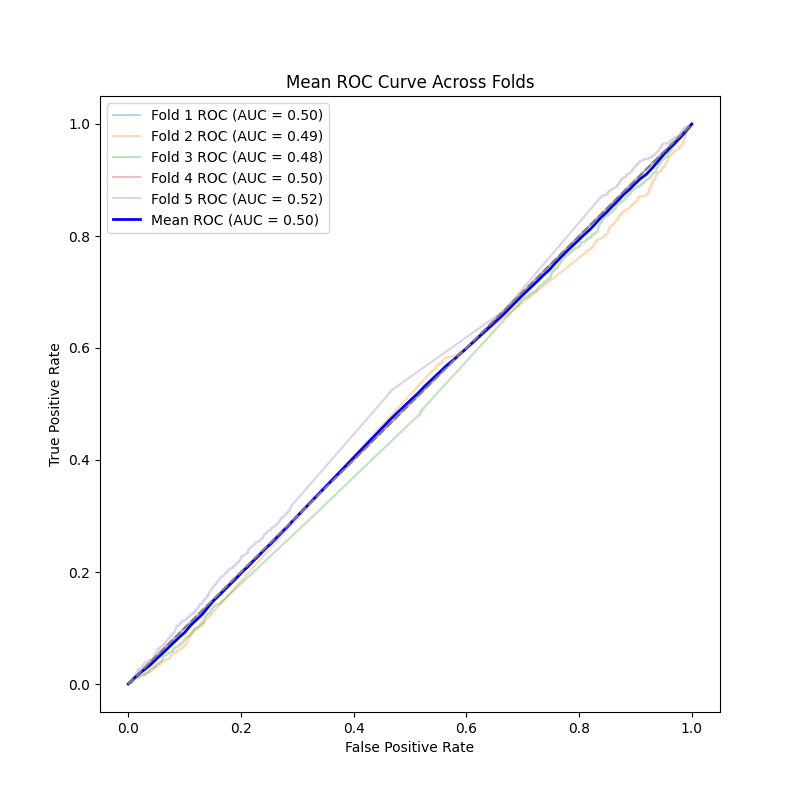 Mean ROC Curve Across Folds
Fold 1 ROC (AUC = 0.50)
Fold 2 ROC (AUC = 0.49)
Fold 3 ROC (AUC = 0.48)
Fold 4 ROC (AUC = 0.50)
Fold 5 ROC (AUC = 0.52)
Mean ROC (AUC = 0.50)
True Positive Rate
1.0
0.8
0.6
0.4
0.2
0.0
0.0 0.2 0.4 0.6 0.8 1.0
False Positive Rate